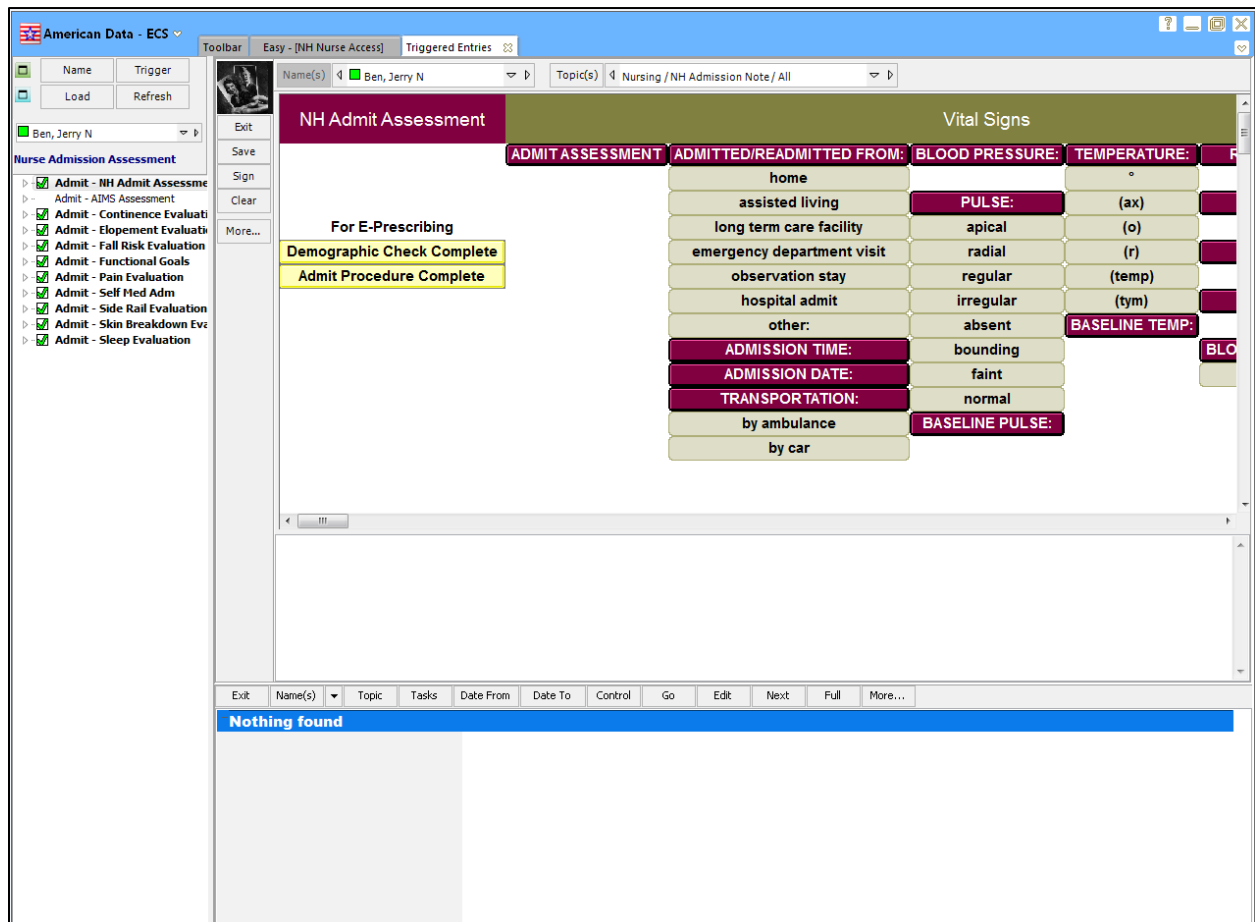 American Data - ECS
Toolbar Easy - [NH Nurse Access] Triggered Entries
Name Trigger
Load Refresh
Ben, Jerry N
Nurse Admission Assessment
Admit - NH Admit Assessme
Admit - AIMS Assessment
Admit - Continence Evaluati
Admit - Elopement Evaluati
Admit - Fall Risk Evaluation
Admit - Functional Goals
Admit - Pain Evaluation
Admit - Self Med Adm
Admit - Side Rail Evaluation
Admit - Skin Breakdown Eva
Admit - Sleep Evaluation
Exit
Save
Sign
Clear
More...
Name(s) Ben, Jerry N Topic(s) Nursing / NH Admission Note / All
NH Admit Assessment Vital Signs
For E-Prescribing
Demographic Check Complete
Admit Procedure Complete
ADMIT ASSESSMENT
ADMITTED/READMITTED FROM:
home
assisted living
long term care facility
emergency department visit
observation stay
hospital admit
other:
ADMISSION TIME:
ADMISSION DATE:
TRANSPORTATION:
by ambulance
by car
BLOOD PRESSURE:
PULSE:
apical
radial
regular
irregular
absent
bounding
faint
normal
BASELINE PULSE:
TEMPERATURE:
°
(ax)
(o)
(r)
(temp)
(tym)
BASELINE TEMP:
R
BLO
Exit Name(s) Topic Tasks Date From Date To Control Go Edit Next Full More...
Nothing found